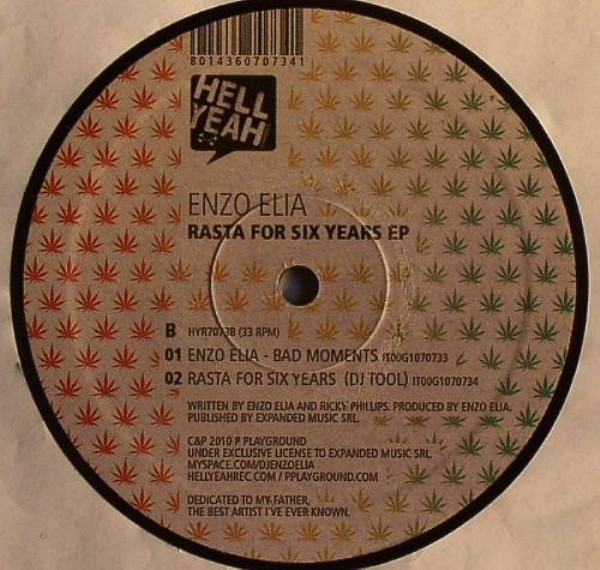 8014360707341
HELL
YEAH
ENZO ELIA
RASTA FOR SIX YEARS EP
B HYR7073B (33 RPM)
01 ENZO ELIA - BAD MOMENTS IT00G1070733
02 RASTA FOR SIX YEARS (DJ TOOL) IT00G1070734
WRITTEN BY ENZO ELIA AND RICKY PHILLIPS. PRODUCED BY ENZO ELIA.
PUBLISHED BY EXPANDED MUSIC SRL.
C&P 2010 P PLAYGROUND
UNDER EXCLUSIVE LICENSE TO EXPANDED MUSIC SRL.
MYSPACE.COM/DJENZOELIA
HELLYEAHREC.COM / PPLAYGROUND.COM
DEDICATED TO MY FATHER,
THE BEST ARTIST I'VE EVER KNOWN.